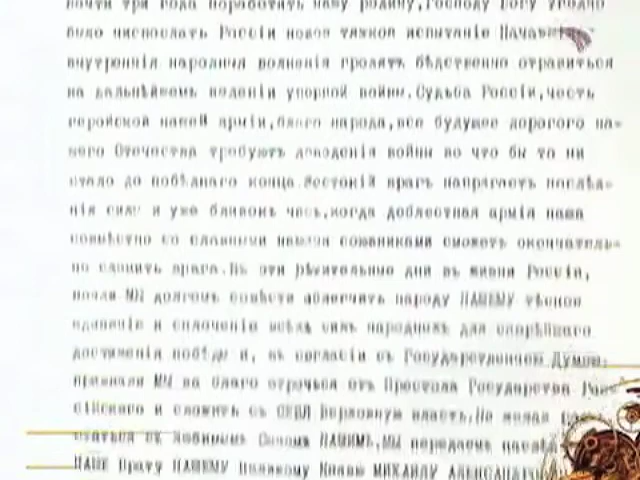 почти три года поработить нашу родину, Господу Богу угодно
было ниспослать Россіи новое тяжкое испытаніе. Начавш
внутреннія народныя волненія грозятъ бѣдственно отразиться
на дальнѣйшемъ веденіи упорной войны. Судьба Россіи, честь
геройской нашей арміи, благо народа, все будущее дорогого на-
шего Отечества требуютъ доведенія войны во что бы то ни
стало до побѣднаго конца. Жестокій врагъ напрягаетъ послѣд-
нія силы и уже близокъ часъ, когда доблестная армія наша
совмѣстно со славными нашими союзниками сможетъ окончатель-
но сломить врага. Въ эти рѣшительные дни въ жизни Россіи,
почли МЫ долгомъ совѣсти облегчить народу НАШЕМУ тѣсное
единеніе и сплоченіе всѣхъ силъ народныхъ для скорѣйшаго
достиженія побѣды и, въ согласіи съ Государственною Думою,
признали МЫ за благо отречься отъ Престола Государства Рос-
сійскаго и сложить съ СЕБЯ Верховную власть. Не желая
статься съ любимымъ Сыномъ НАШИМЪ, МЫ передаемъ
НАШЕ Брату НАШЕМУ Великому Князю МИХАИЛУ